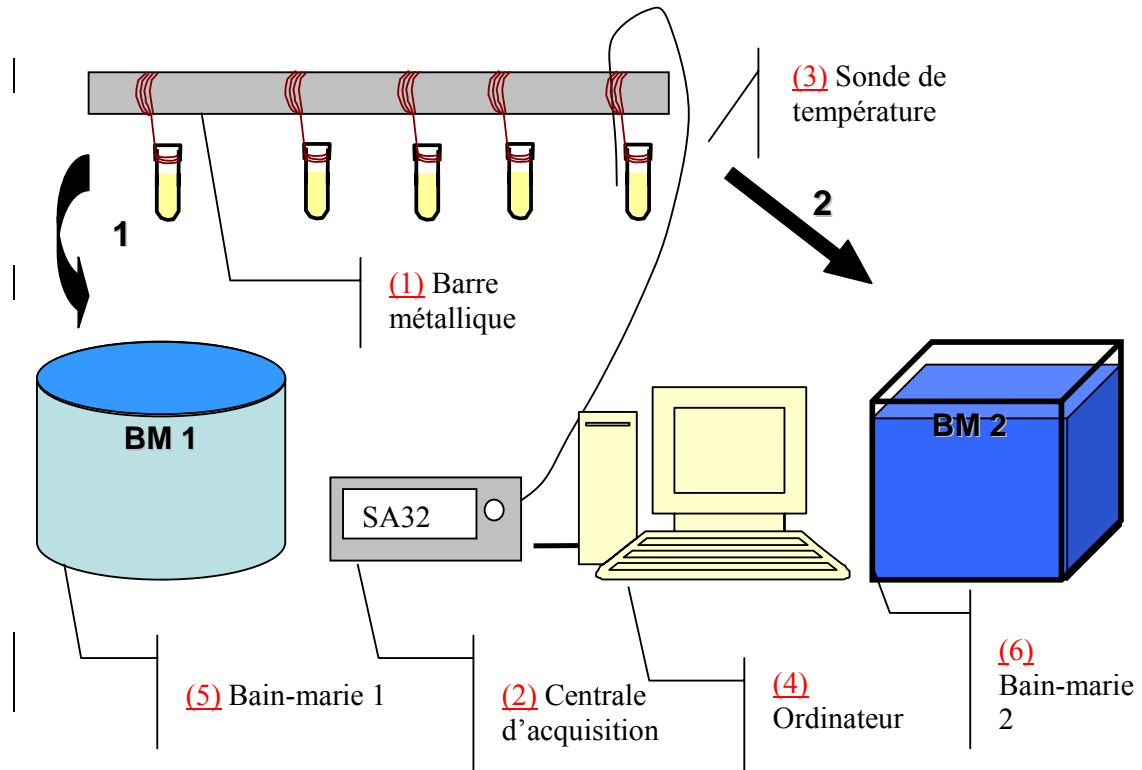 (3) Sonde de
température
1
2
(1) Barre
métallique
BM 1
BM 2
SA32
(5) Bain-marie 1
(2) Centrale
d’acquisition
(4)
Ordinateur
(6)
Bain-marie
2